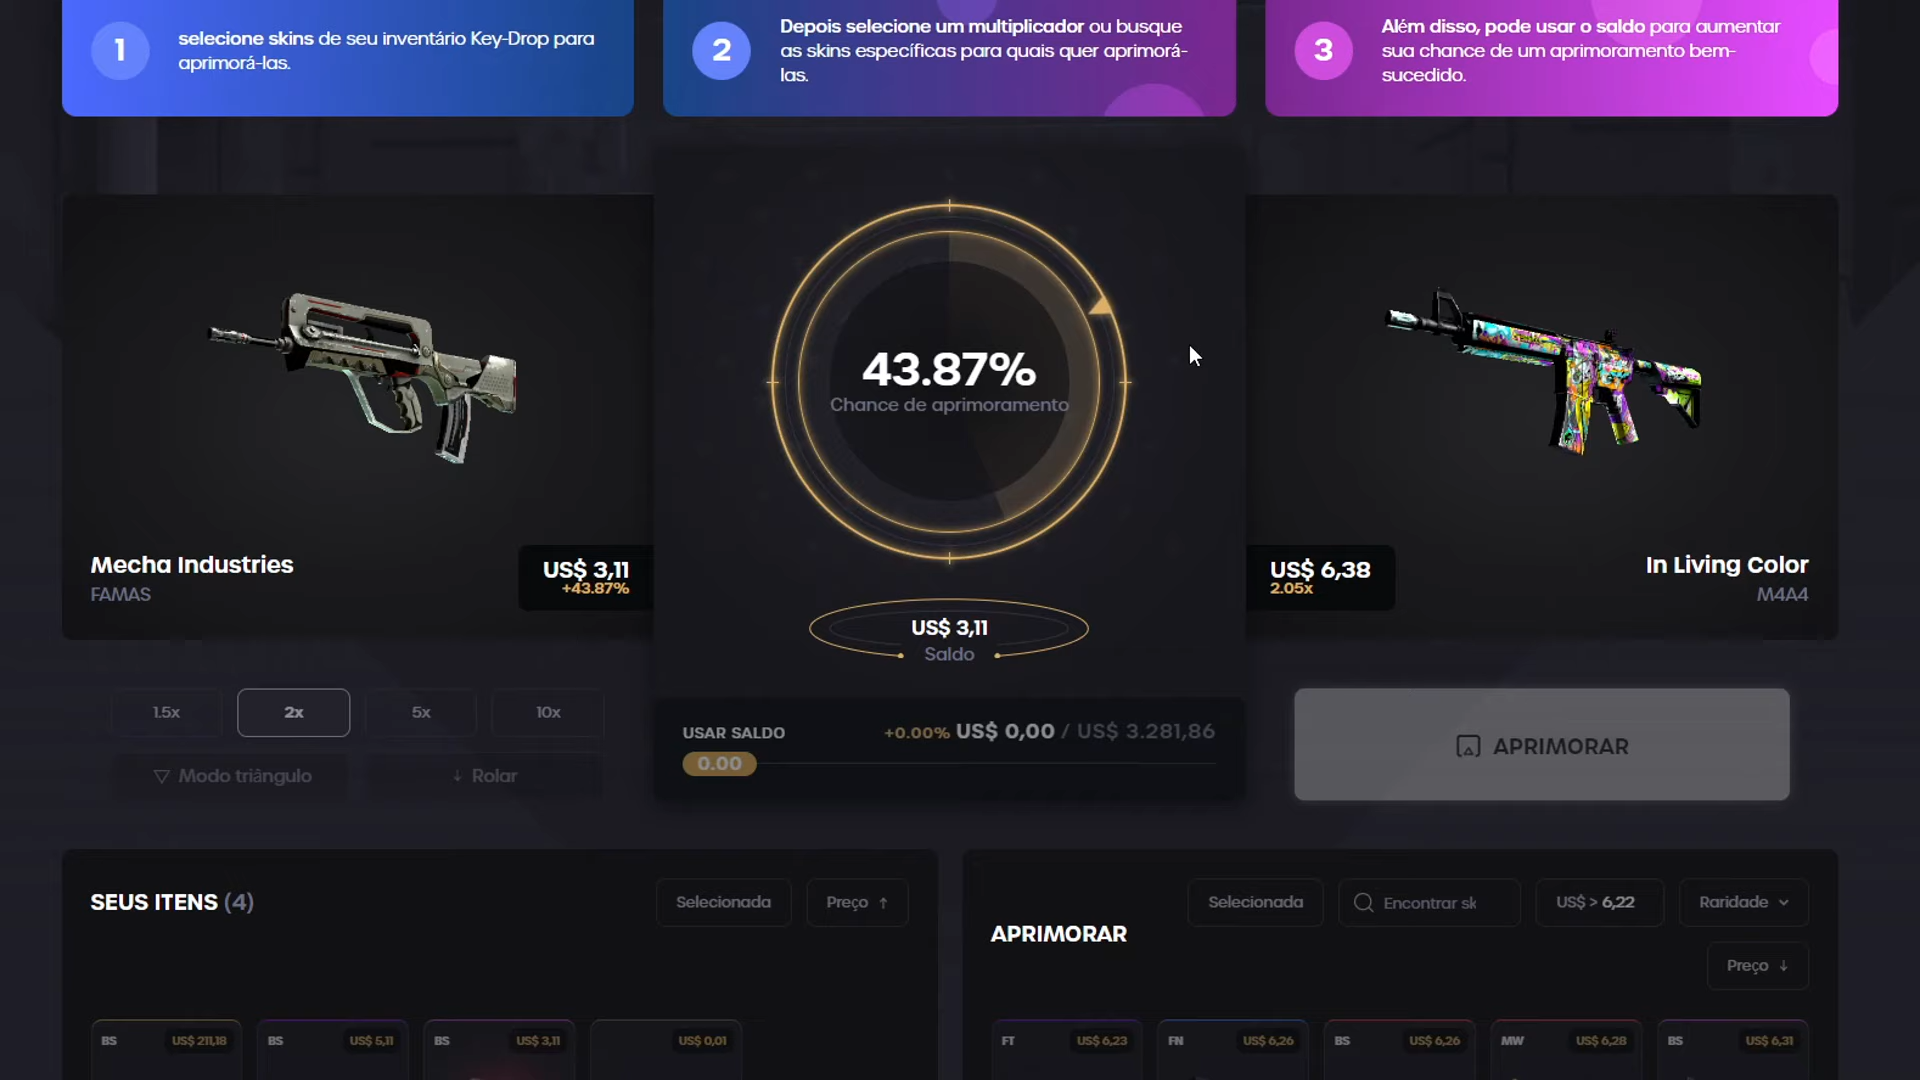 1
selecione skins de seu inventário Key-Drop para
aprimorá-las.
2
Depois selecione um multiplicador ou busque
as skins específicas para quais quer aprimorá-
las.
3
Além disso, pode usar o saldo para aumentar
sua chance de um aprimoramento bem-
sucedido.
43.87%
Chance de aprimoramento
Mecha Industries
FAMAS
US$ 3,11
+43.87%
US$ 6,38
2.05x
In Living Color
M4A4
US$ 3,11
Saldo
1.5x
2x
5x
10x
Modo triângulo
Rolar
USAR SALDO
+0.00% US$ 0,00 / US$ 3.281,86
0.00
APRIMORAR
SEUS ITENS (4)
Selecionada
Preço
BS
US$ 211,18
BS
US$ 5,11
BS
US$ 3,11
US$ 0,01
APRIMORAR
Selecionada
Encontrar sk
US$ > 6,22
Raridade
Preço
FT
US$ 6,23
FN
US$ 6,26
BS
US$ 6,26
MW
US$ 6,28
BS
US$ 6,31